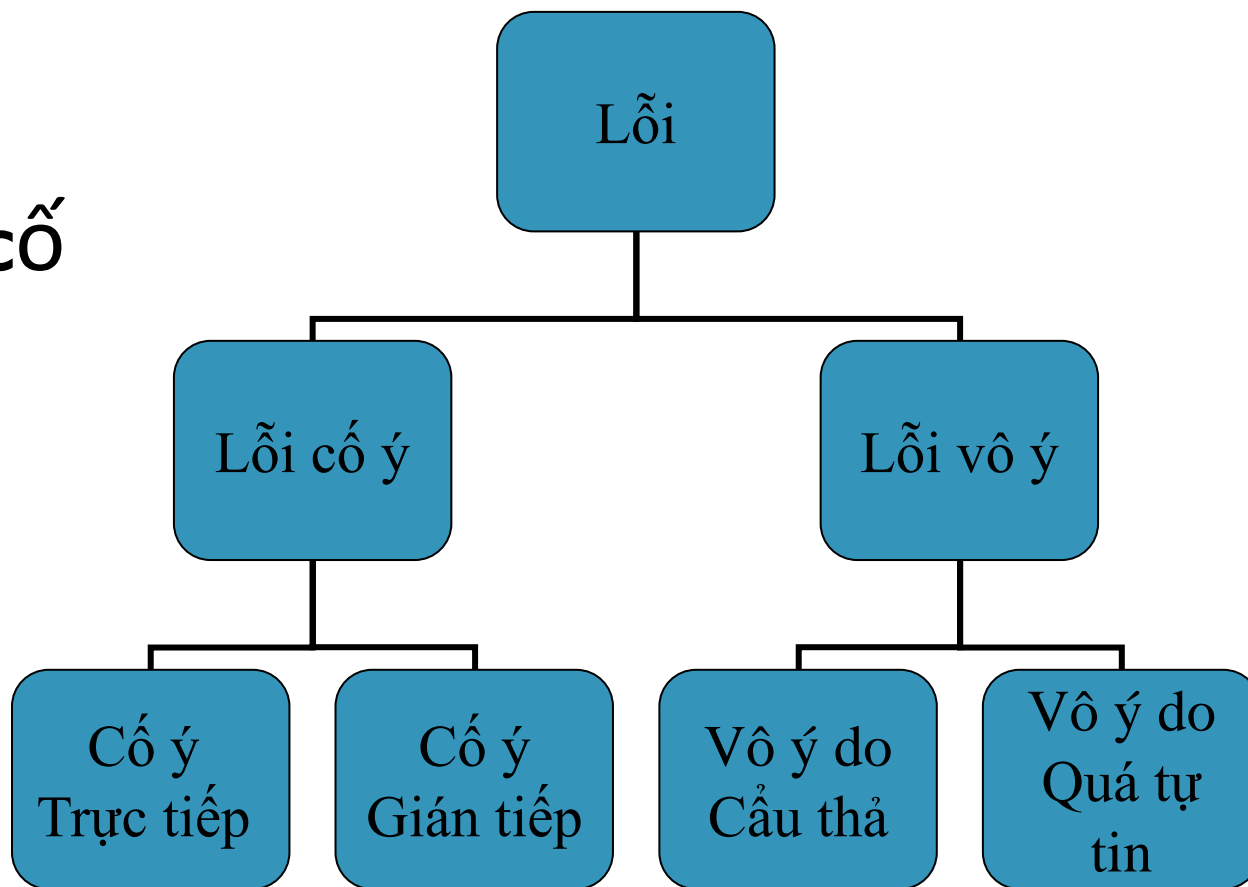 Lỗi
cố
Lỗi cố ý
Lỗi vô ý
Cố ý
Trực tiếp
Cố ý
Gián tiếp
Vô ý do
Cẩu thả
Vô ý do
Quá tự
tin